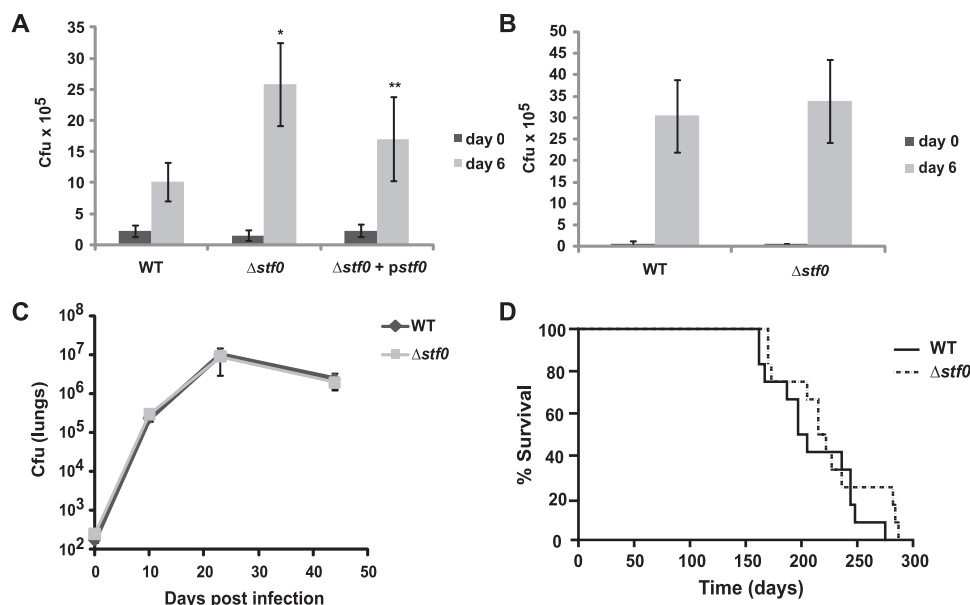 A
Cfu x 10⁵
35
30
25
20
15
10
5
0
*
**
WT
Δstf0
Δstf0 + pstf0
day 0
day 6
B
Cfu x 10⁵
50
45
40
35
30
25
20
15
10
5
0
WT
Δstf0
day 0
day 6
C
Cfu (lungs)
10⁸
10⁷
10⁶
10⁵
10⁴
10³
10²
0 10 20 30 40 50
Days post infection
WT
Δstf0
D
% Survival
100
80
60
40
20
0
0 50 100 150 200 250 300
Time (days)
WT
Δstf0